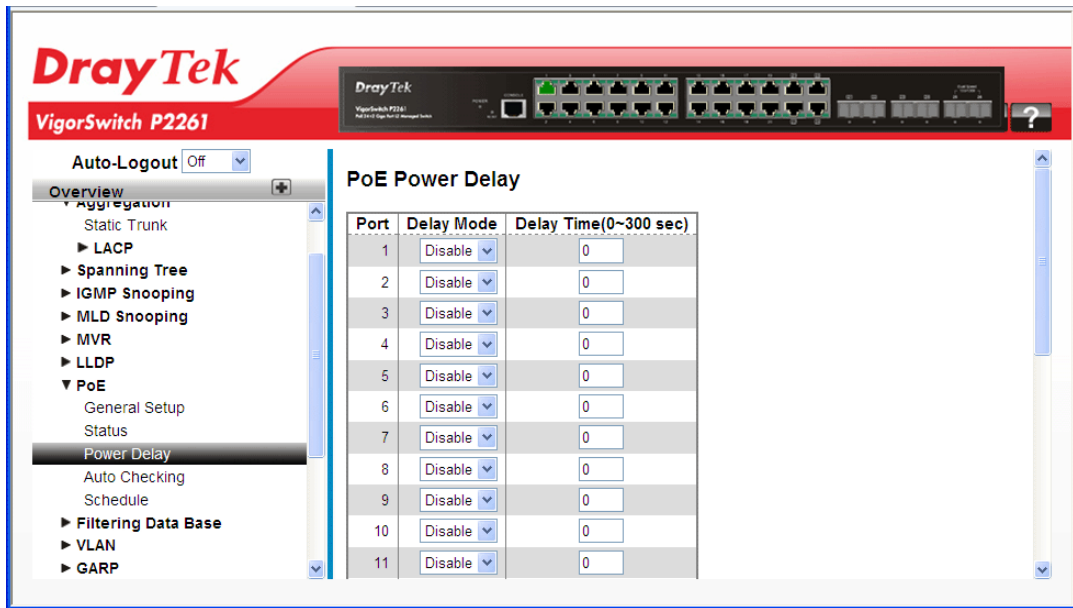 DrayTek
VigorSwitch P2261
DrayTek
VigorSwitch P2261
POWER
CONSOLE
?
Auto-Logout Off
Overview
Aggregation
Static Trunk
LACP
Spanning Tree
IGMP Snooping
MLD Snooping
MVR
LLDP
PoE
General Setup
Status
Power Delay
Auto Checking
Schedule
Filtering Data Base
VLAN
GARP
PoE Power Delay
Port Delay Mode Delay Time(0~300 sec)
1 Disable 0
2 Disable 0
3 Disable 0
4 Disable 0
5 Disable 0
6 Disable 0
7 Disable 0
8 Disable 0
9 Disable 0
10 Disable 0
11 Disable 0